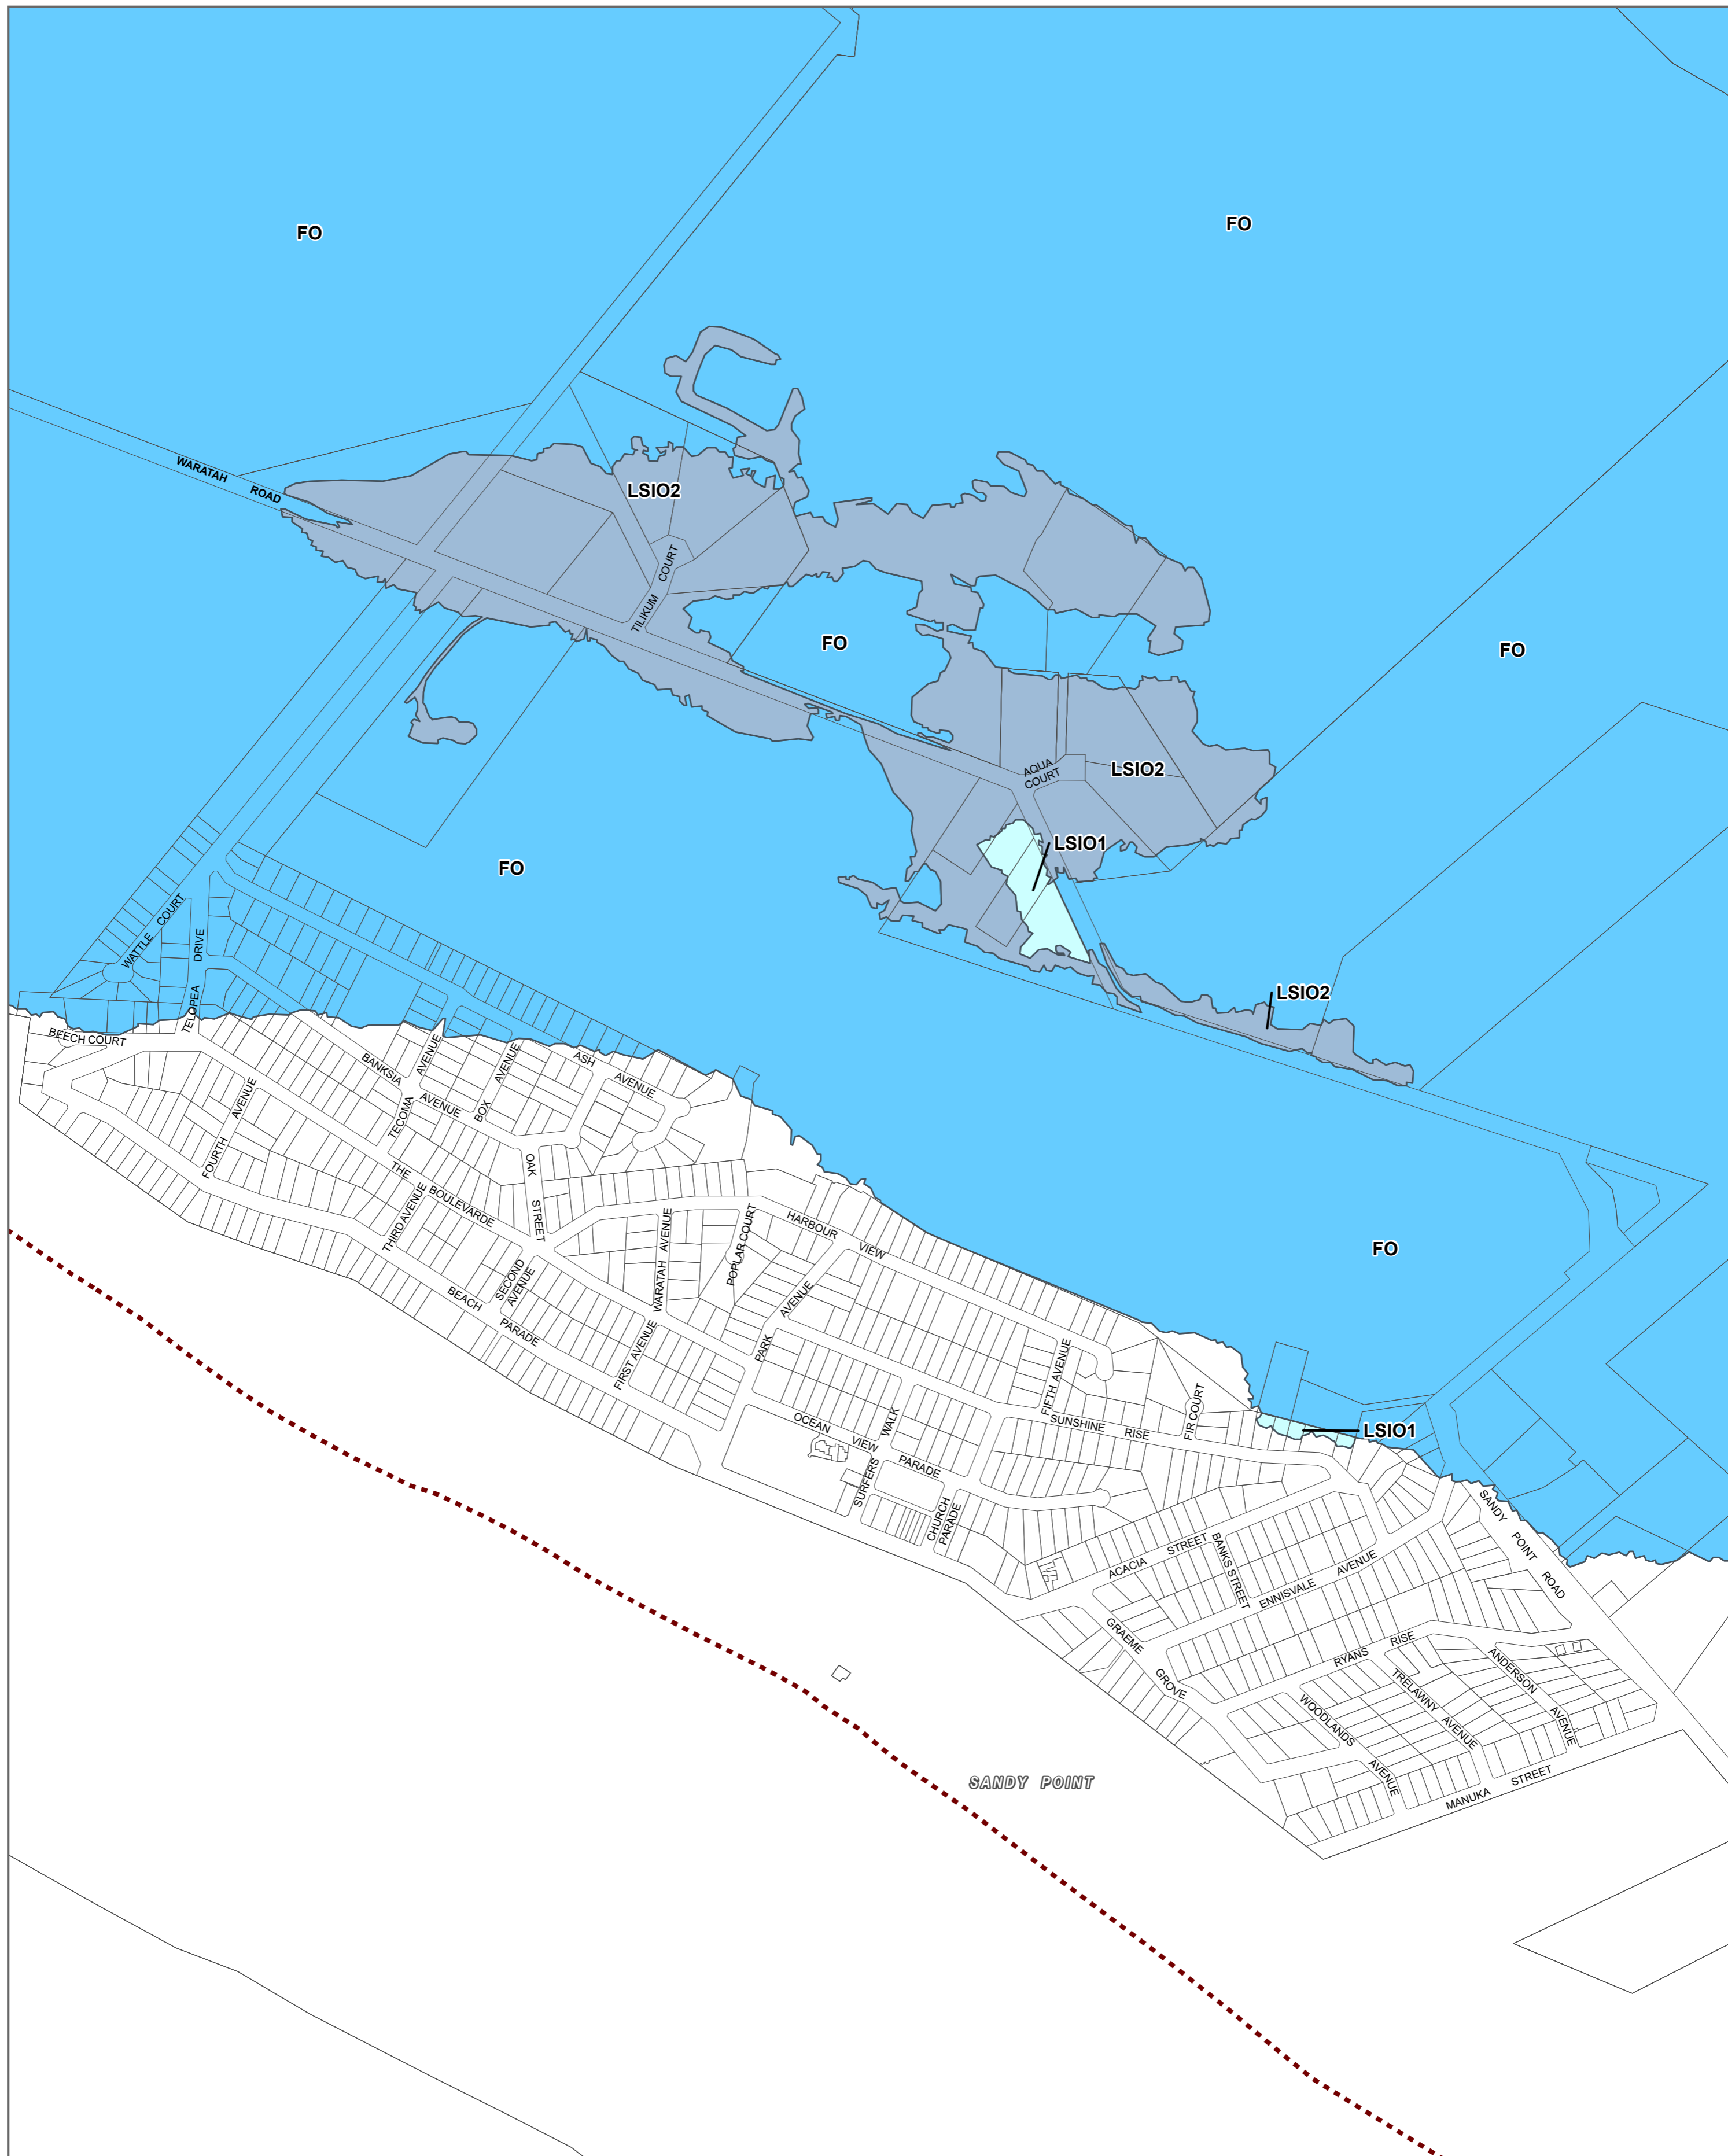 FO
FO
WARATAH ROAD
LSIO2
TILIKUM COURT
FO
FO
AQUA
COURT
LSIO2
LSIO1
FO
WATTLE COURT
TELOPEA DRIVE
LSIO2
BEECH COURT
BANKSIA AVENUE
TECOMA AVENUE
BOX AVENUE
ASH AVENUE
FOURTH AVENUE
OAK STREET
THE BOULEVARDE
THIRD AVENUE
SECOND
AVENUE
WARATAH AVENUE
POPLAR COURT
HARBOUR VIEW
FO
BEACH PARADE
FIRST AVENUE
PARK AVENUE
FIFTH AVENUE
FIR COURT
SUNSHINE RISE
LSIO1
OCEAN VIEW PARADE
SURFERS WALK
CHURCH
PARADE
SANDY POINT ROAD
ACACIA STREET
BANKS STREET
ENNISVALE AVENUE
GRAEME GROVE
RYANS RISE
ANDERSON AVENUE
TRELAWNY AVENUE
WOODLANDS AVENUE
MANUKA STREET
SANDY POINT